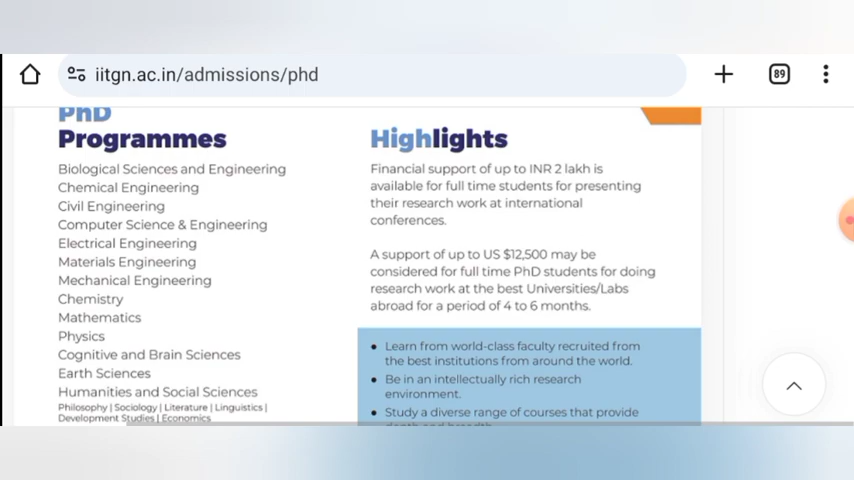 iitgn.ac.in/admissions/phd
89
PhD
Programmes
Biological Sciences and Engineering
Chemical Engineering
Civil Engineering
Computer Science & Engineering
Electrical Engineering
Materials Engineering
Mechanical Engineering
Chemistry
Mathematics
Physics
Cognitive and Brain Sciences
Earth Sciences
Humanities and Social Sciences
Philosophy | Sociology | Literature | Linguistics |
Development Studies | Economics
Highlights
Financial support of up to INR 2 lakh is
available for full time students for presenting
their research work at international
conferences.
A support of up to US $12,500 may be
considered for full time PhD students for doing
research work at the best Universities/Labs
abroad for a period of 4 to 6 months.
• Learn from world-class faculty recruited from
the best institutions from around the world.
• Be in an intellectually rich research
environment.
• Study a diverse range of courses that provide
depth and breadth